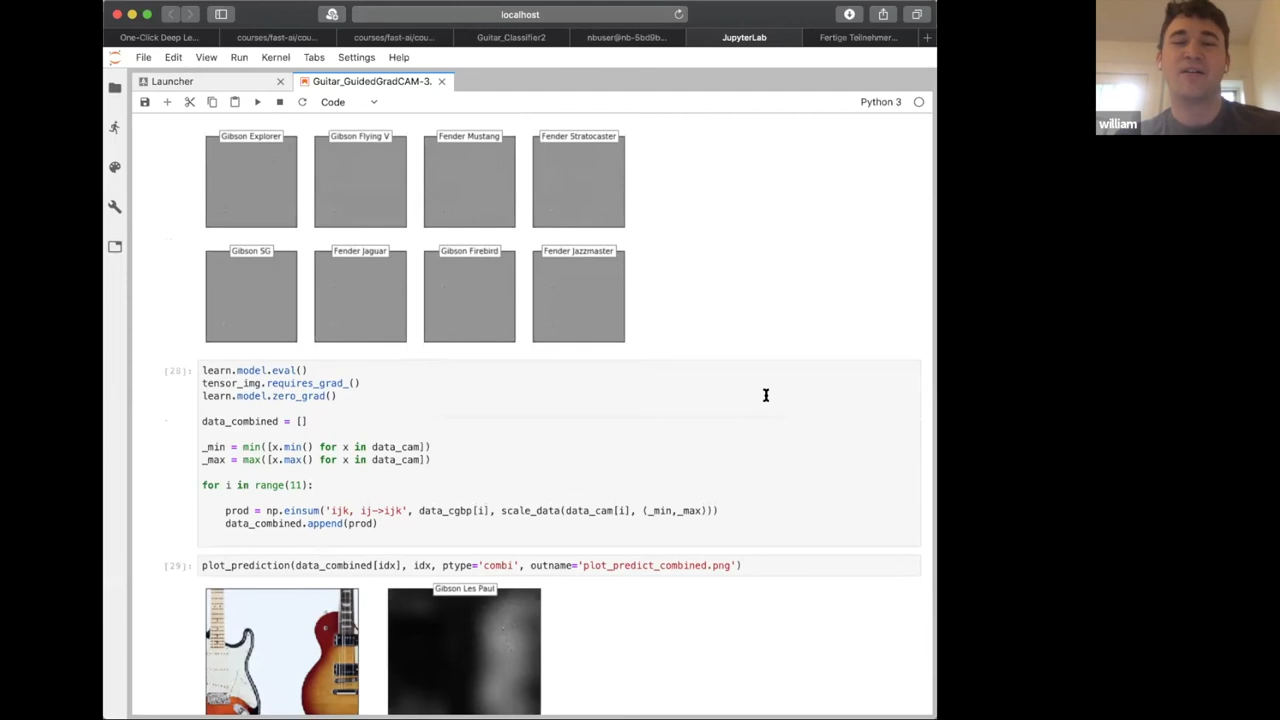 localhost
One-Click Deep Le...
courses/fast-ai/cou...
courses/fast-ai/cou...
Guitar_Classifier2
nbuser@nb-5bd9b...
JupyterLab
Fertige Teilnehmer...
File Edit View Run Kernel Tabs Settings Help
Launcher
Guitar_GuidedGradCAM-3.
Code
Python 3
william
Gibson Explorer
Gibson Flying V
Fender Mustang
Fender Stratocaster
Gibson SG
Fender Jaguar
Gibson Firebird
Fender Jazzmaster
[28]:
learn.model.eval()
tensor_img.requires_grad_()
learn.model.zero_grad()
data_combined = []
_min = min([x.min() for x in data_cam])
_max = max([x.max() for x in data_cam])
for i in range(11):
prod = np.einsum('ijk, ij->ijk', data_cgbp[i], scale_data(data_cam[i], (_min,_max)))
data_combined.append(prod)
[29]:
plot_prediction(data_combined[idx], idx, ptype='combi', outname='plot_predict_combined.png')
Gibson Les Paul